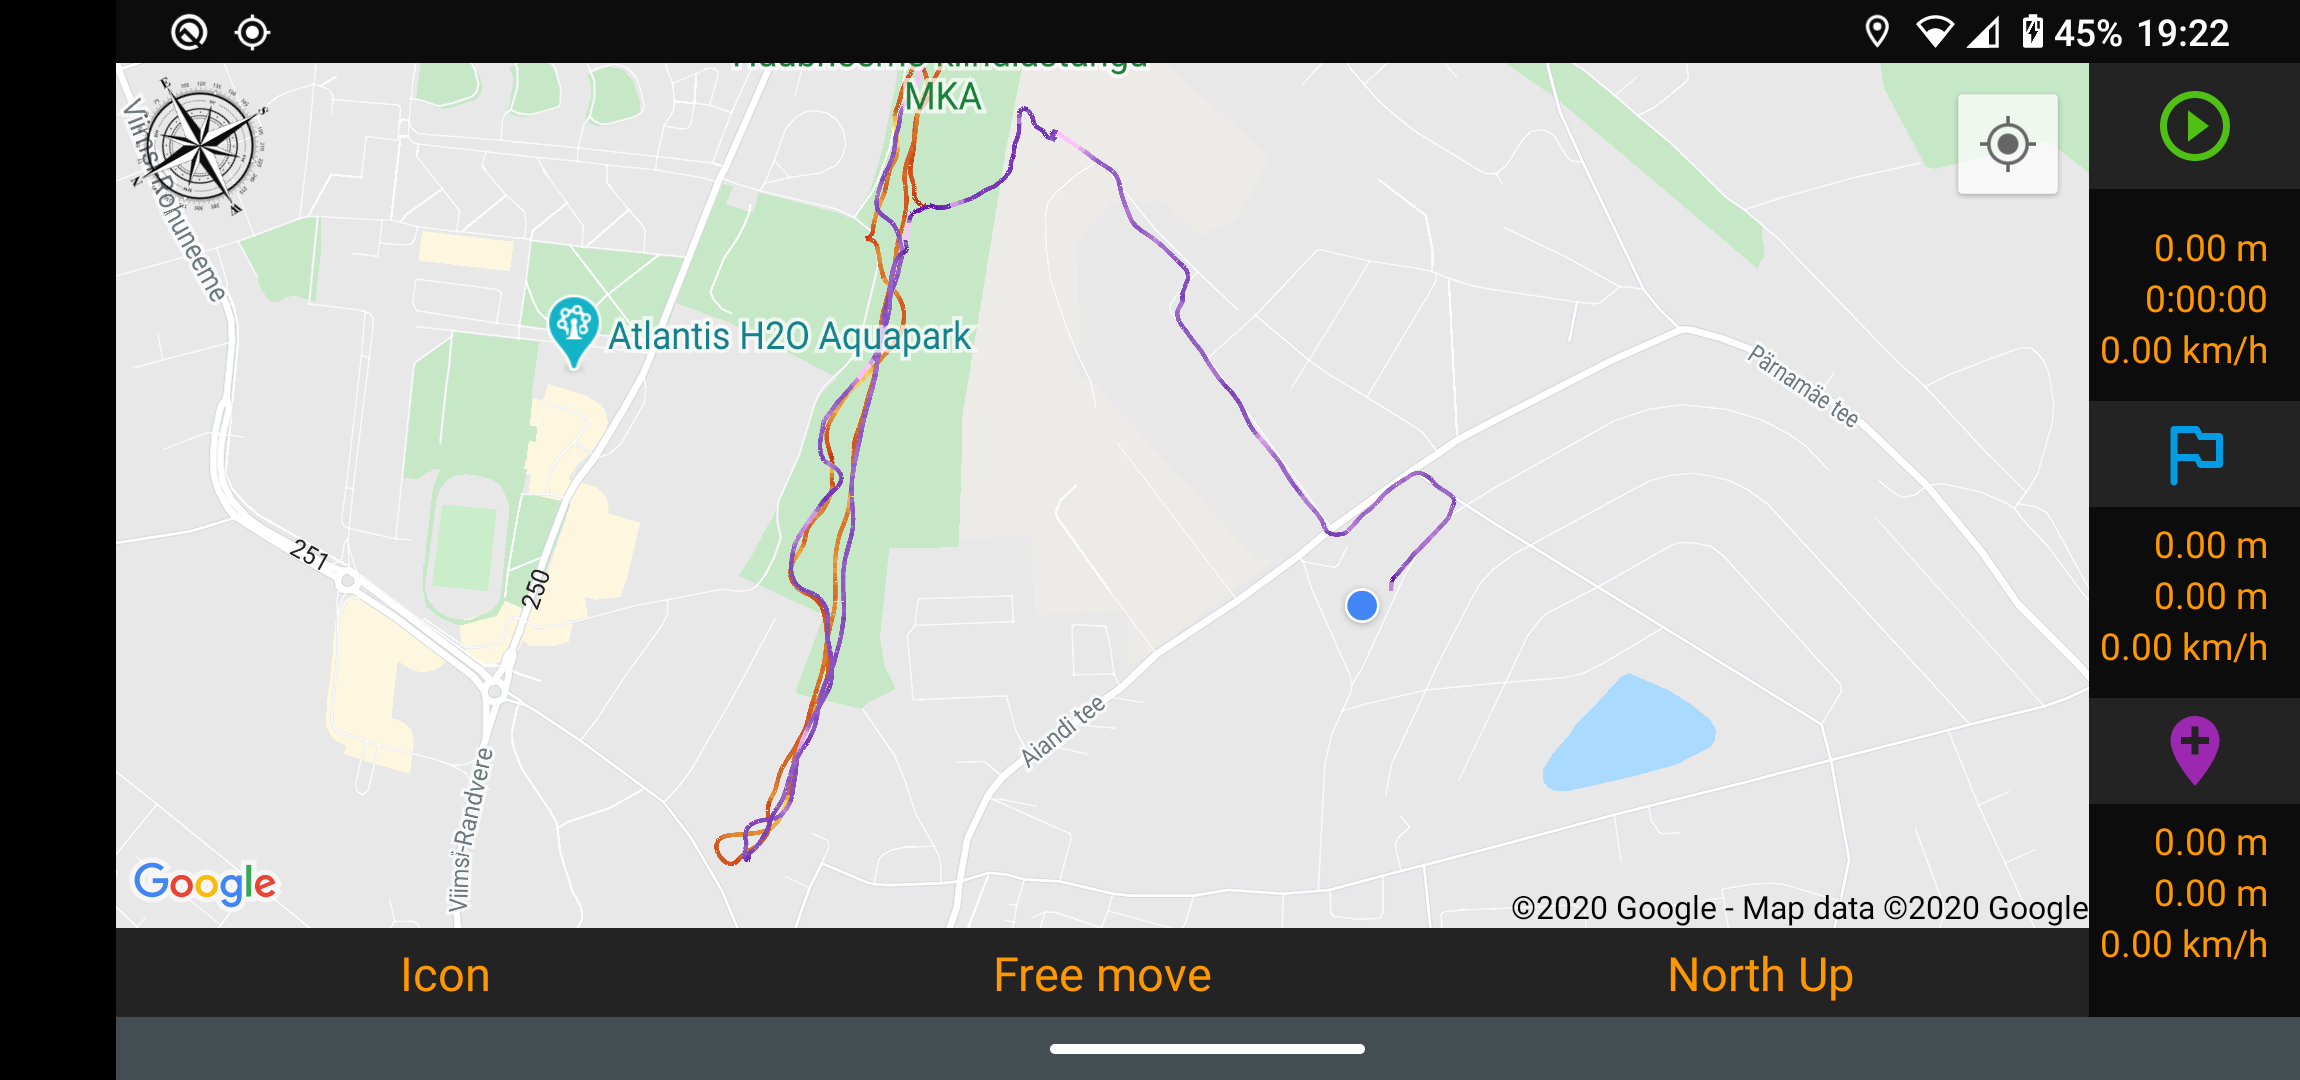 45% 19:22
MKA
E
S
N
W
Viimsi-Rohuneeme
0.00 m
0:00:00
0.00 km/h
Atlantis H2O Aquapark
Pärnamäe tee
251
250
0.00 m
0.00 m
0.00 km/h
Aiandi tee
Viimsi-Randvere
0.00 m
0.00 m
0.00 km/h
Google
©2020 Google - Map data ©2020 Google
Icon
Free move
North Up